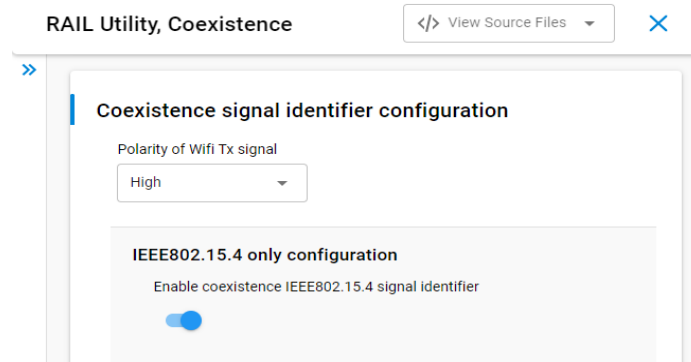 RAIL Utility, Coexistence
</> View Source Files
Coexistence signal identifier configuration
Polarity of Wifi Tx signal
High
IEEE802.15.4 only configuration
Enable coexistence IEEE802.15.4 signal identifier